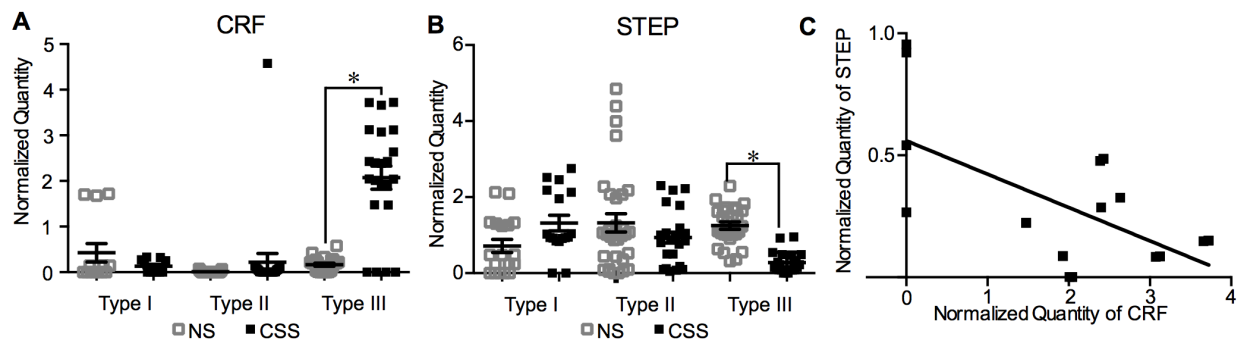 A
CRF
Normalized Quantity
5
4
3
2
1
0
*
Type I
Type II
Type III
NS
CSS
B
STEP
Normalized Quantity
6
4
2
0
*
Type I
Type II
Type III
NS
CSS
C
Normalized Quantity of STEP
1.0
0.5
0
1
2
3
4
Normalized Quantity of CRF